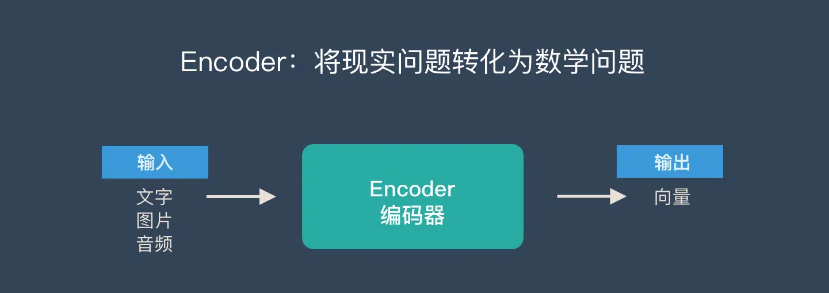 Encoder：将现实问题转化为数学问题
输入
文字
图片
音频
Encoder
编码器
输出
向量